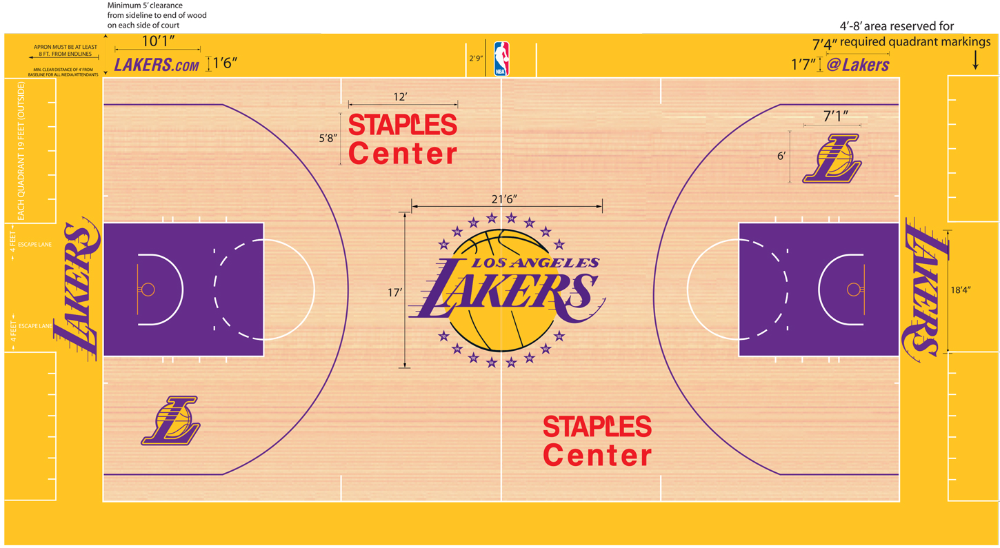 Minimum 5' clearance
from sideline to end of wood
on each side of court
4'-8' area reserved for
required quadrant markings
APRON MUST BE AT LEAST
8 FT. FROM ENDLINES
10'1"
LAKERS.COM
1'6"
2'9"
NBA
7'4"
1'7"
@Lakers
MIN. CLEAR DISTANCE OF 4' FROM
BASELINE FOR ALL MEDIA/ATTENDANTS
EACH QUADRANT 19 FEET (OUTSIDE)
12'
5'8"
STAPLES
Center
7'1"
6'
L
21'6"
17'
LOS ANGELES
LAKERS
4 FEET
ESCAPE LANE
LAKERS
4 FEET
ESCAPE LANE
LAKERS
18'4"
L
STAPLES
Center